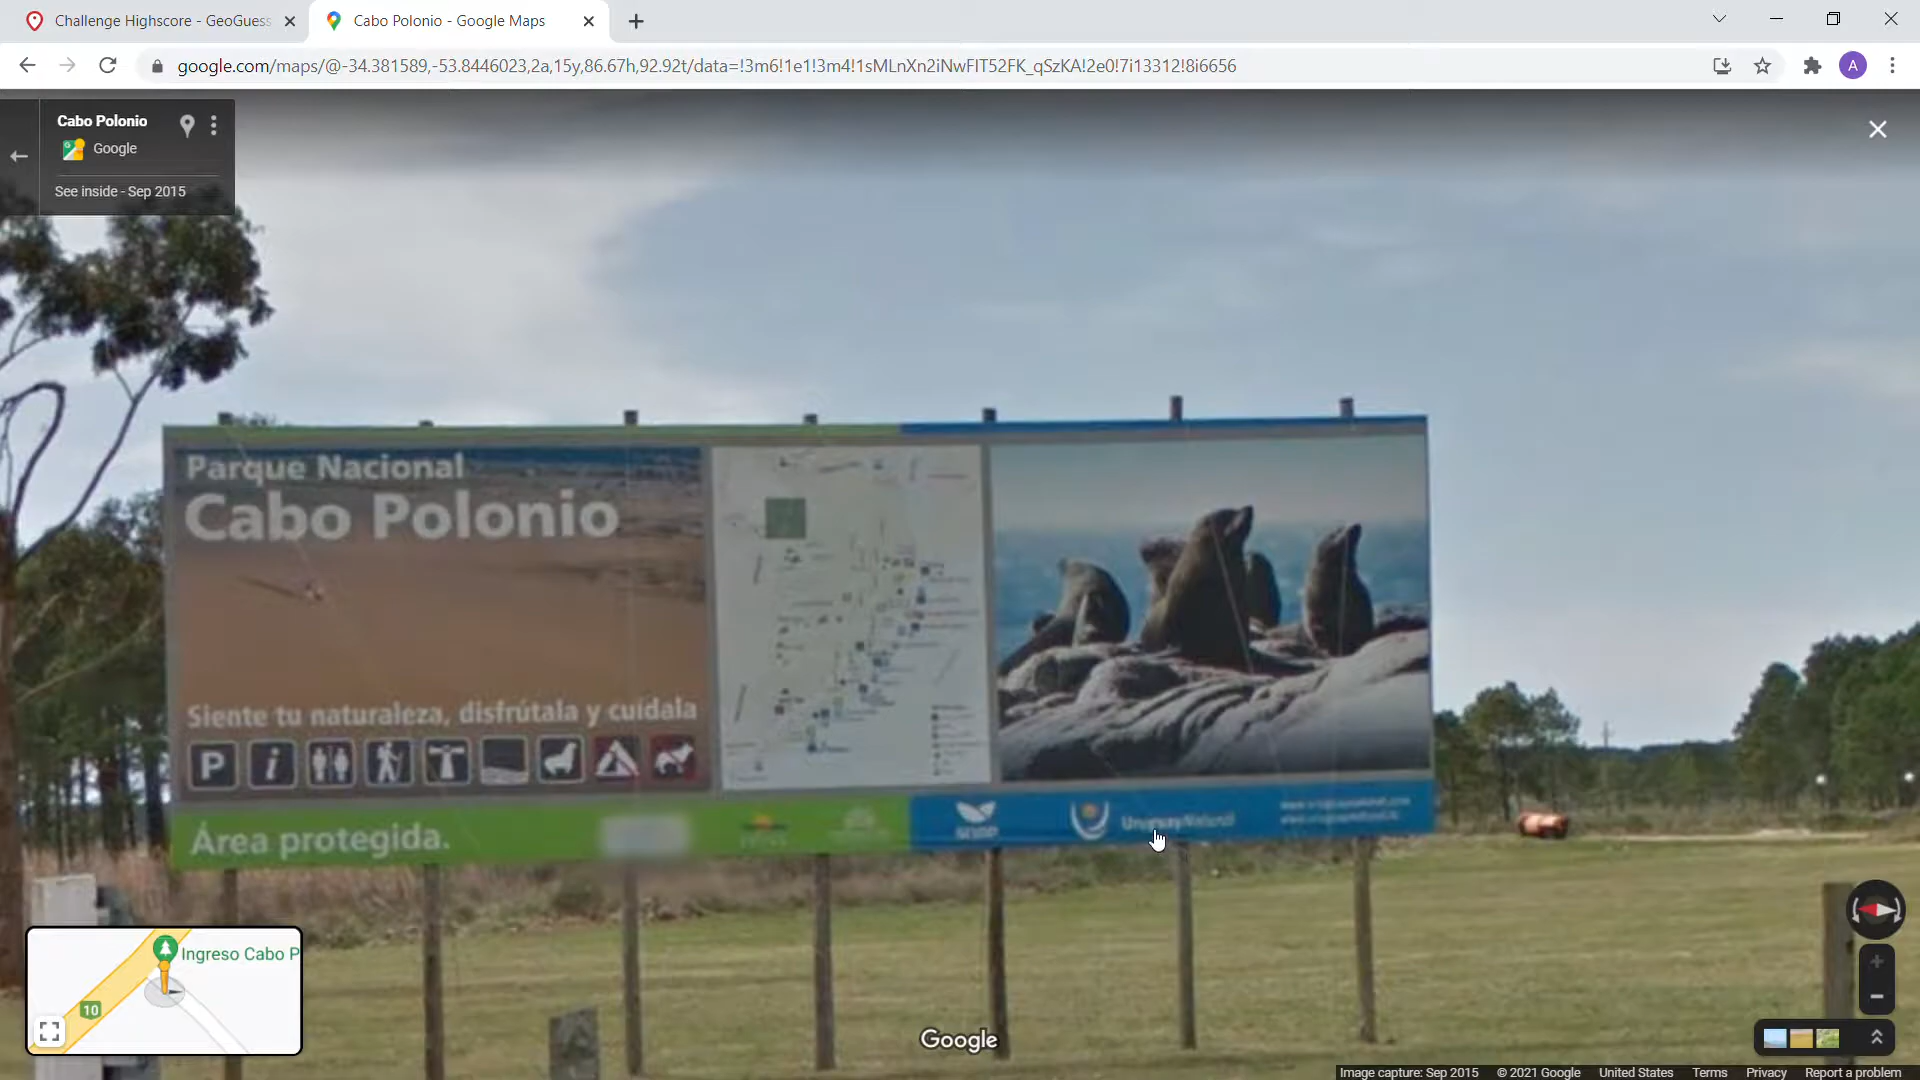 Challenge Highscore - GeoGuess
Cabo Polonio - Google Maps
google.com/maps/@-34.381589,-53.8446023,2a,15y,86.67h,92.92t/data=!3m6!1e1!3m4!1sMLnXn2iNwFIT52FK_qSzKA!2e0!7i13312!8i6656
A
Cabo Polonio
Google
See inside - Sep 2015
Parque Nacional
Cabo Polonio
Siente tu naturaleza, disfrútala y cuídala
P i
Área protegida.
Uruguay Natural
Ingreso Cabo P
10
Google
Image capture: Sep 2015 © 2021 Google United States Terms Privacy Report a problem